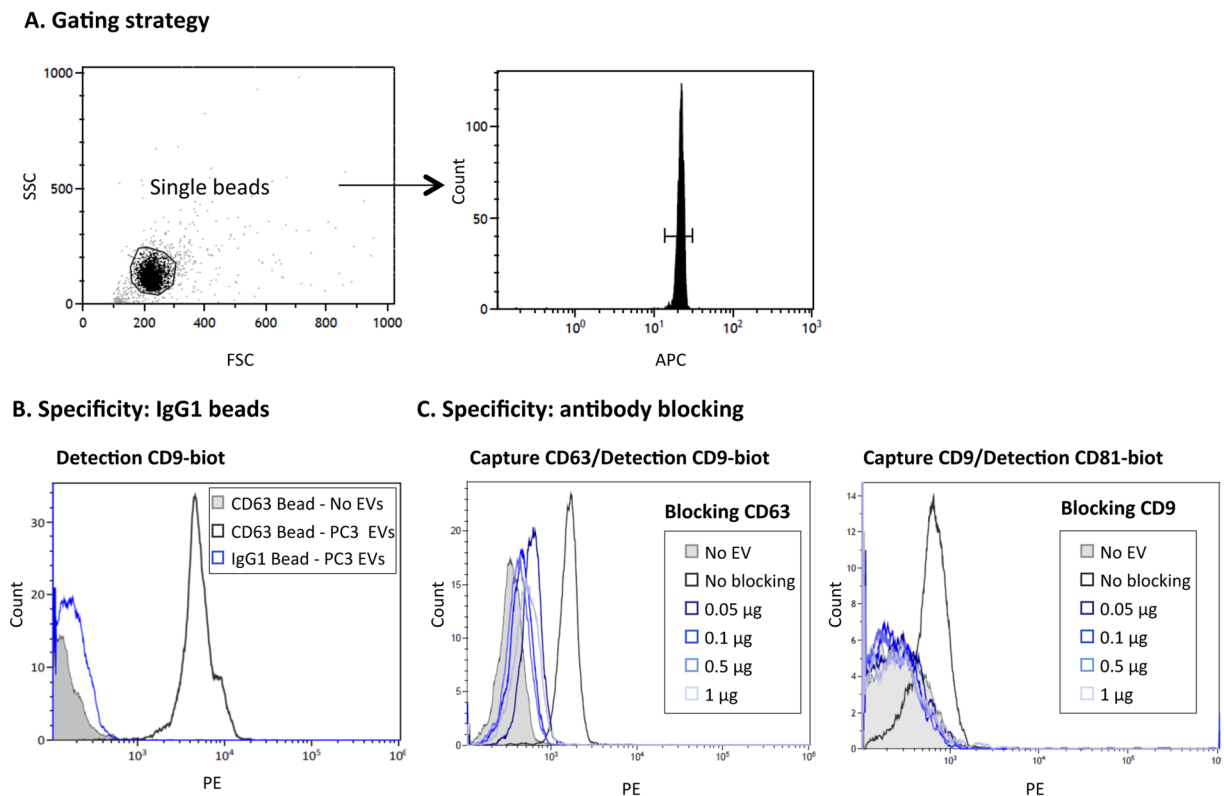 A. Gating strategy
1000
500
0
SSC
Single beads
0 200 400 600 800 1000
FSC
100
50
0
Count
10⁰ 10¹ 10² 10³
APC
B. Specificity: IgG1 beads
Detection CD9-biot
30
20
10
0
Count
CD63 Bead - No EVs
CD63 Bead - PC3 EVs
IgG1 Bead - PC3 EVs
10³ 10⁴ 10⁵ 10⁶
PE
C. Specificity: antibody blocking
Capture CD63/Detection CD9-biot
20
15
10
5
0
Count
Blocking CD63
No EV
No blocking
0.05 µg
0.1 µg
0.5 µg
1 µg
10³ 10⁴ 10⁵ 10⁶
PE
Capture CD9/Detection CD81-biot
14
12
10
8
6
4
2
0
Count
Blocking CD9
No EV
No blocking
0.05 µg
0.1 µg
0.5 µg
1 µg
10³ 10⁴ 10⁵
PE